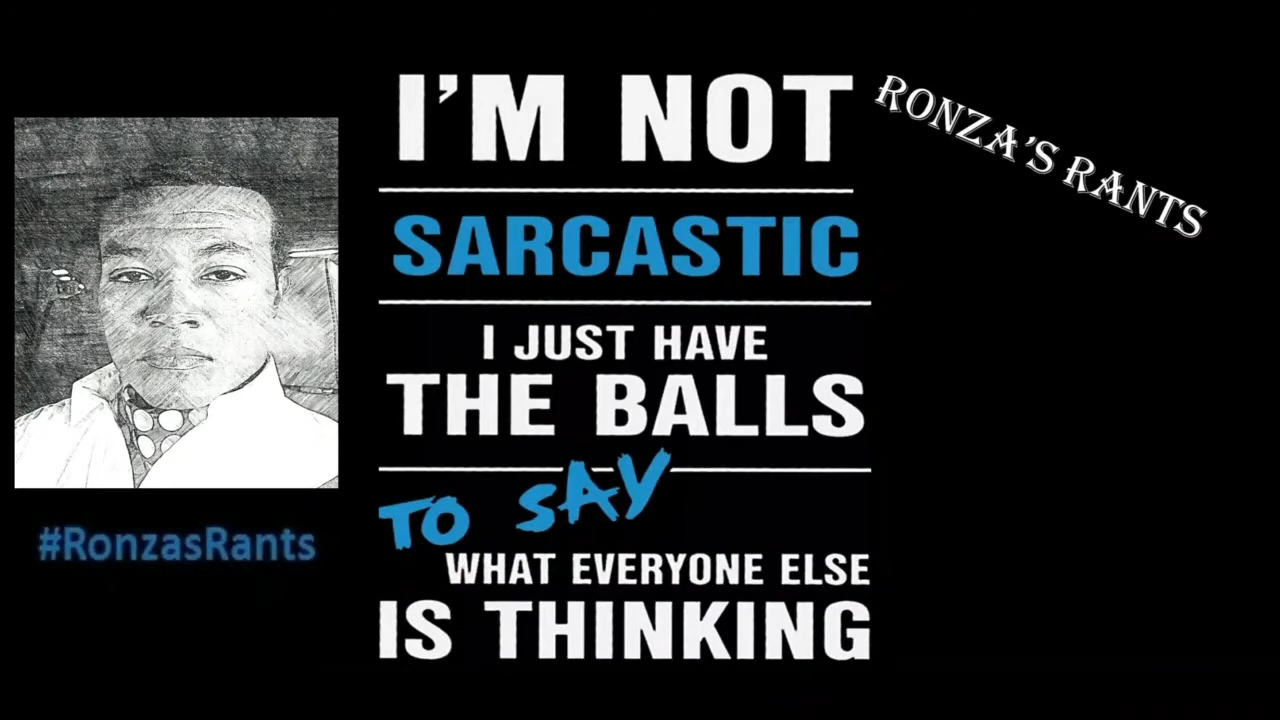 I'M NOT
SARCASTIC
I JUST HAVE
THE BALLS
TO SAY
WHAT EVERYONE ELSE
IS THINKING
RONZA'S RANTS
#RonzasRants